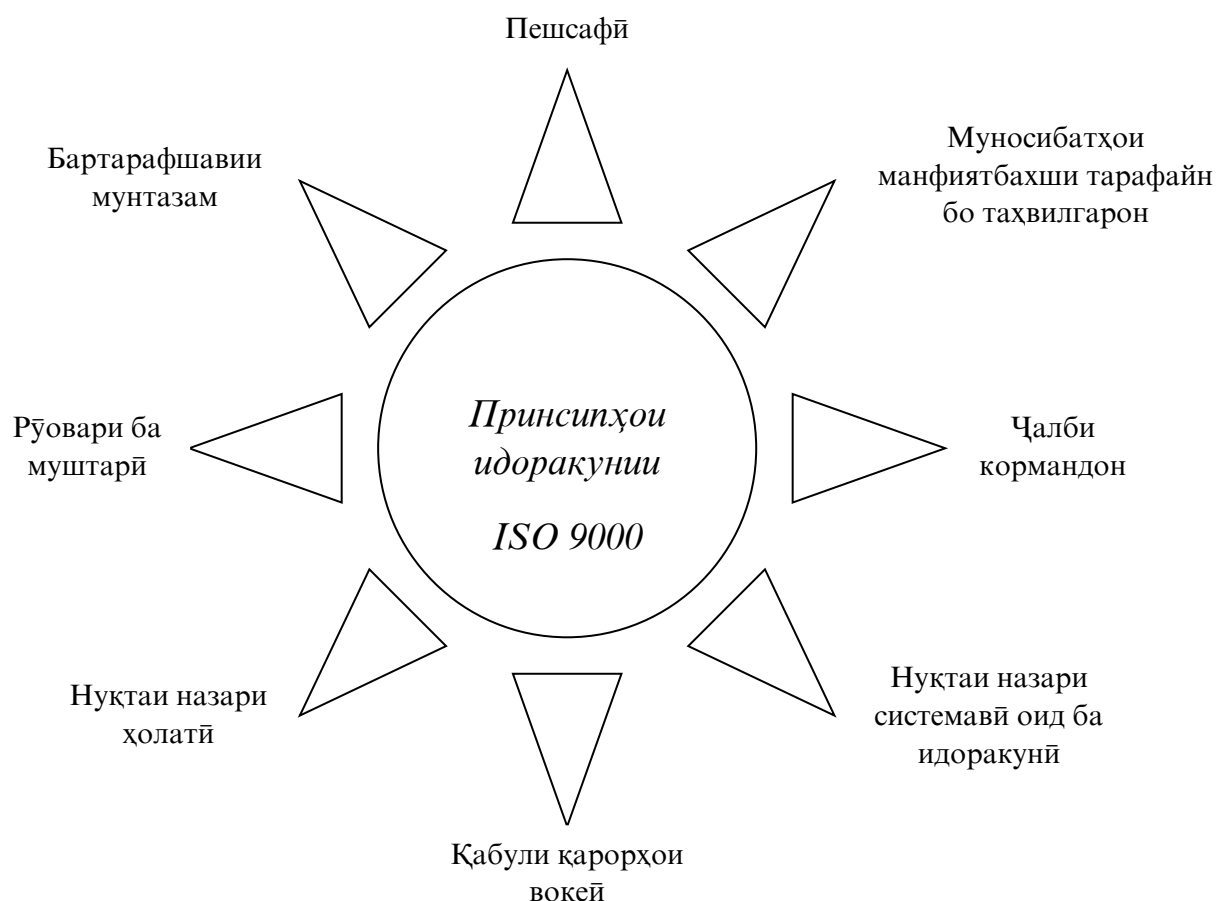 Пешсафӣ
Бартарафшавии
мунтазам
Муносибатҳои
манфиятбахши тарафайн
бо таҳвилгарон
Рӯовари ба
муштарӣ
Принсипҳои
идоракунии
ISO 9000
Ҷалби
кормандон
Нуқтаи назари
ҳолатӣ
Нуқтаи назари
системавӣ оид ба
идоракунӣ
Қабули қарорҳои
вокеӣ